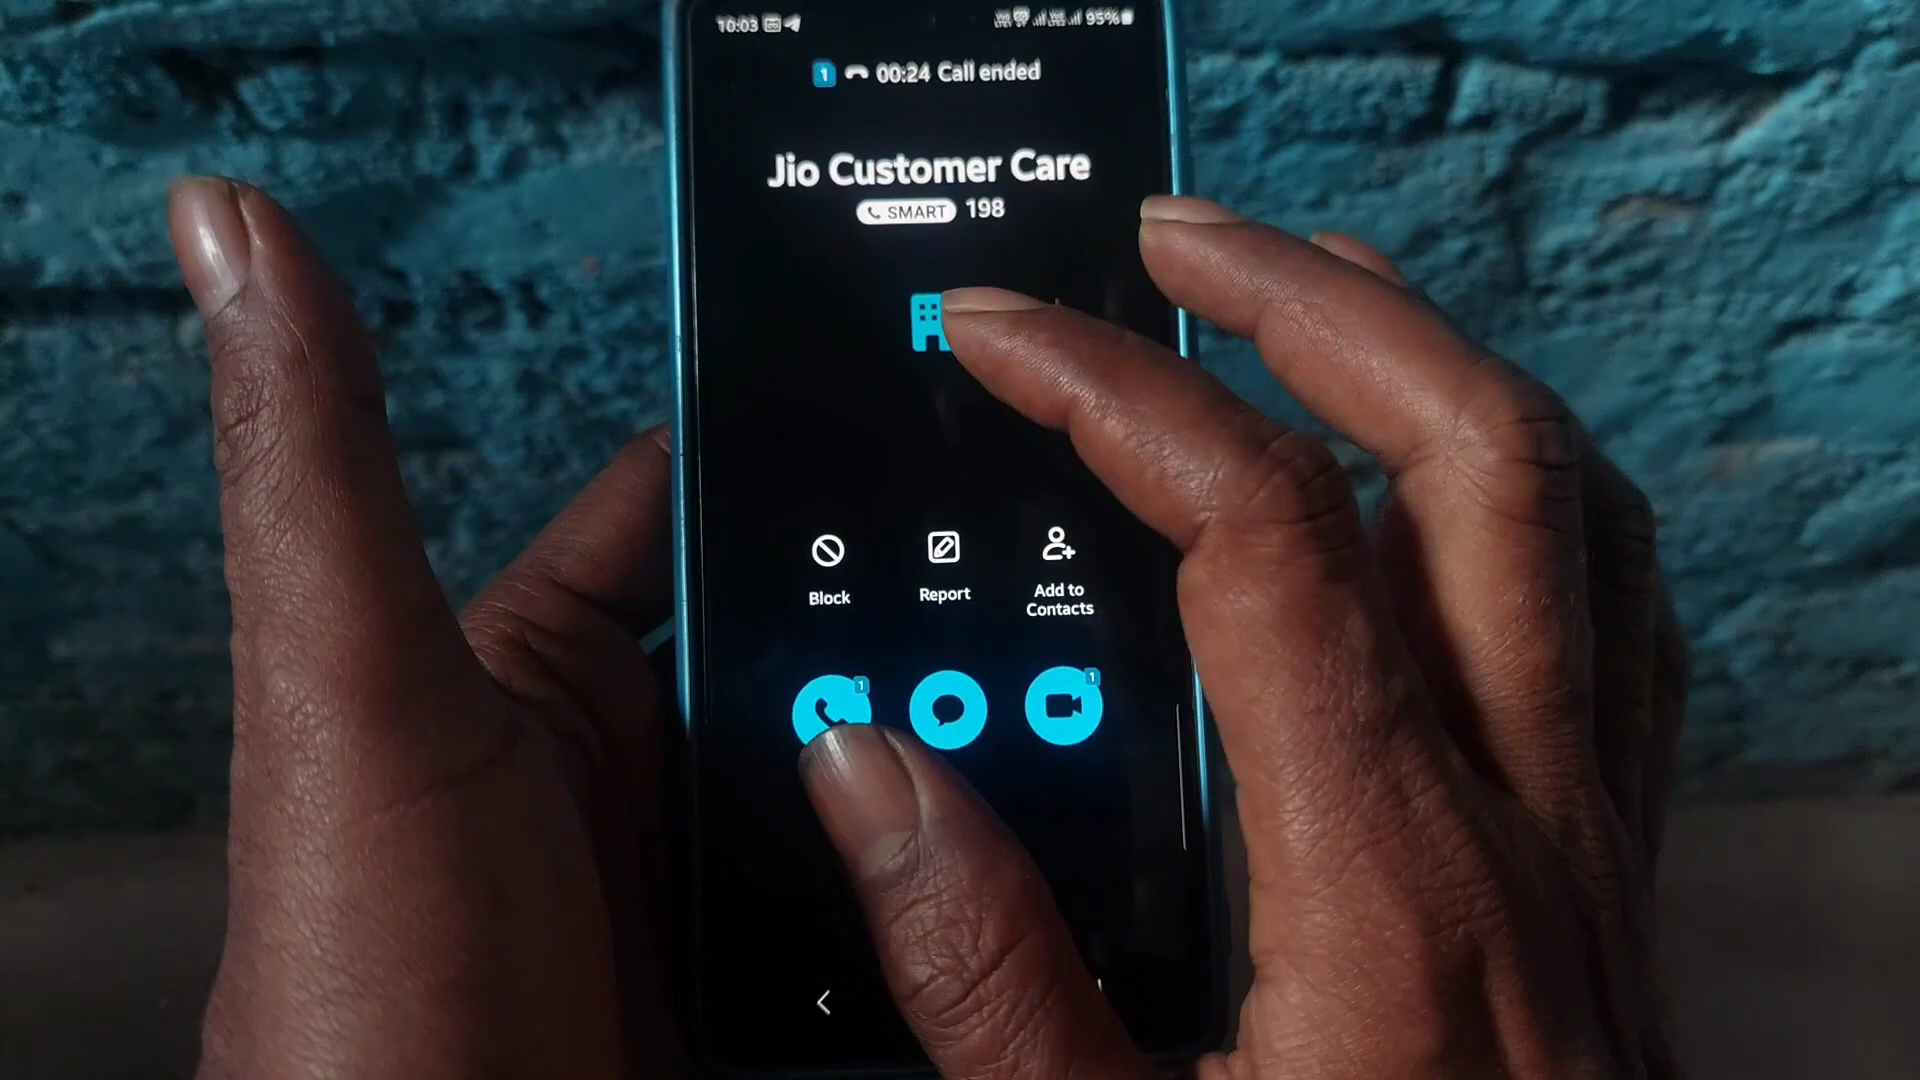 10:03 95%
1 00:24 Call ended
Jio Customer Care
SMART 198
Block Report Add to
Contacts
1 1